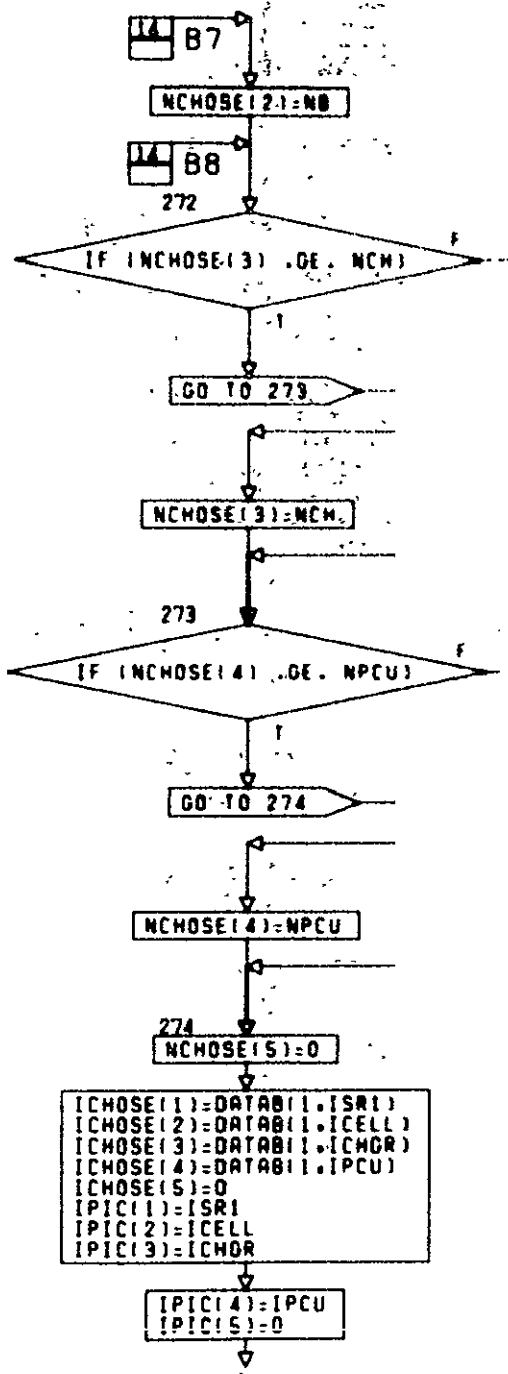 14 B7
NCHOSE(2)=NB
14 B8
272
IF (NCHOSE(3) .GE. NCH) F
T
GO TO 273
NCHOSE(3)=NCH
273
IF (NCHOSE(4) .GE. NPCU) F
T
GO TO 274
NCHOSE(4)=NPCU
274
NCHOSE(5)=0
ICHOSE(1)=DATAB(1,ISR1)
ICHOSE(2)=DATAB(1,ICELL)
ICHOSE(3)=DATAB(1,ICHGR)
ICHOSE(4)=DATAB(1,IPCU)
ICHOSE(5)=0
IPIC(1)=ISR1
IPIC(2)=ICELL
IPIC(3)=ICHGR
IPIC(4)=IPCU
IPIC(5)=0